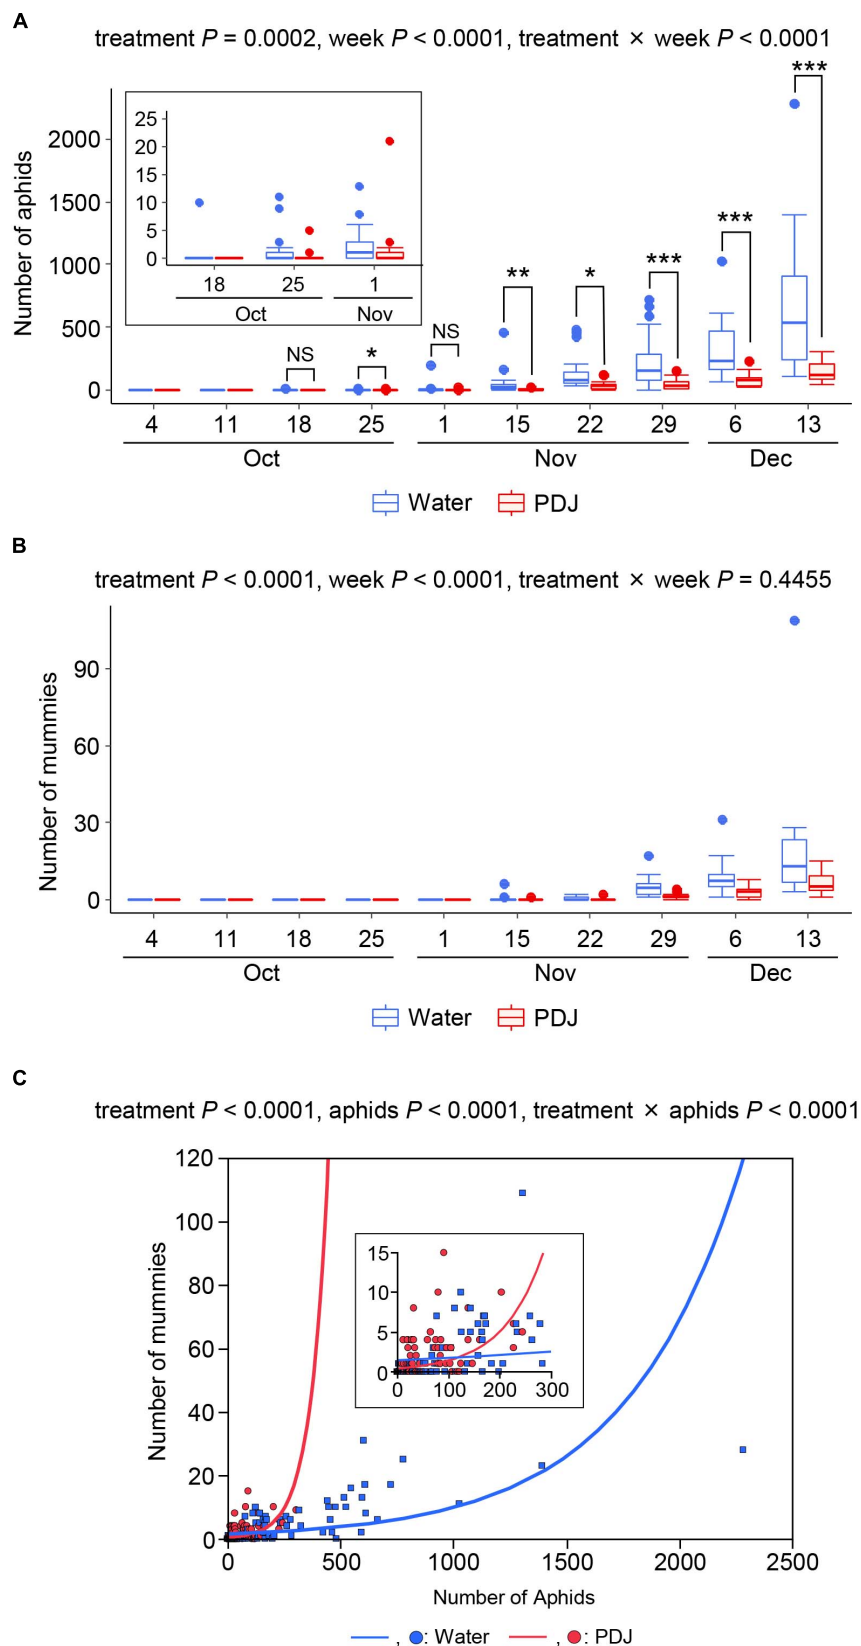 A
treatment P = 0.0002, week P < 0.0001, treatment × week P < 0.0001
Number of aphids
2000
1500
1000
500
0
25
20
15
10
5
0
18 25 1
Oct Nov
NS
*
NS
**
*
***
***
***
4 11 18 25 1 15 22 29 6 13
Oct Nov Dec
Water PDJ
B
treatment P < 0.0001, week P < 0.0001, treatment × week P = 0.4455
Number of mummies
90
60
30
0
4 11 18 25 1 15 22 29 6 13
Oct Nov Dec
Water PDJ
C
treatment P < 0.0001, aphids P < 0.0001, treatment × aphids P < 0.0001
Number of mummies
120
100
80
60
40
20
0
15
10
5
0
0 100 200 300
0 500 1000 1500 2000 2500
Number of Aphids
, : Water , : PDJ